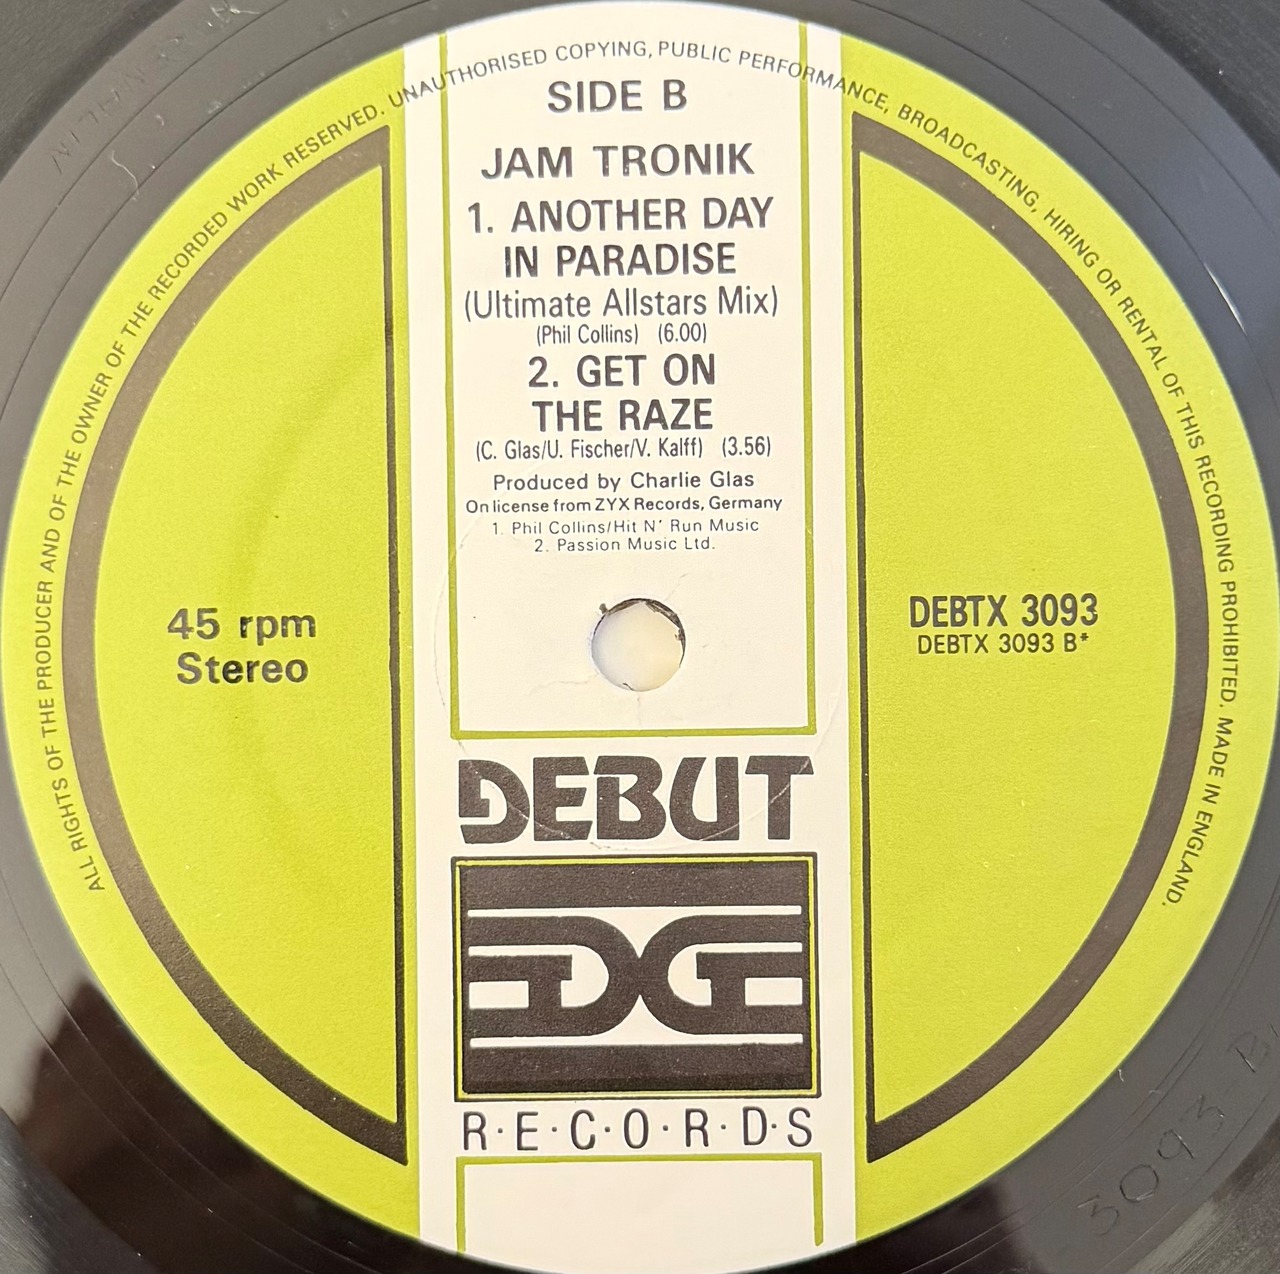 ALL RIGHTS OF THE PRODUCER AND OF THE OWNER OF THE RECORDED WORK RESERVED. UNAUTHORISED COPYING, PUBLIC PERFORMANCE, BROADCASTING, HIRING OR RENTAL OF THIS RECORDING PROHIBITED. MADE IN ENGLAND.
SIDE B
JAM TRONIK
1. ANOTHER DAY
IN PARADISE
(Ultimate Allstars Mix)
(Phil Collins) (6.00)
2. GET ON
THE RAZE
(C. Glas/U. Fischer/V. Kalff) (3.56)
Produced by Charlie Glas
On license from ZYX Records, Germany
1. Phil Collins/Hit N' Run Music
2. Passion Music Ltd.
45 rpm
Stereo
DEBTX 3093
DEBTX 3093 B*
DEBUT
R·E·C·O·R·D·S
3093 B